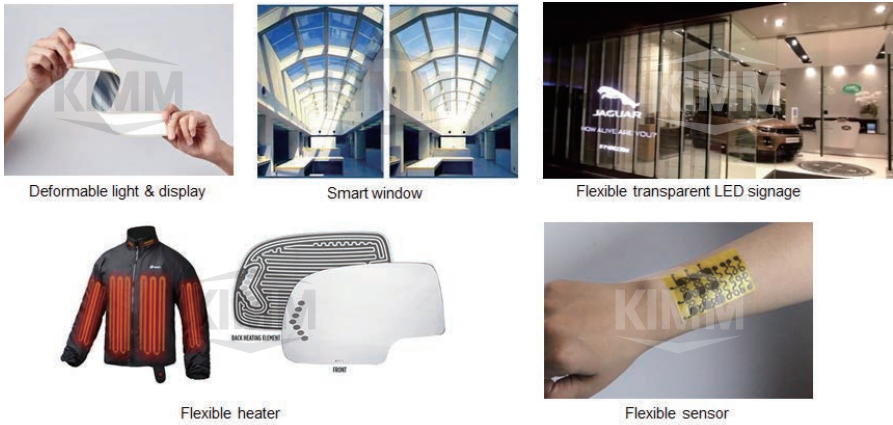 KIMM
KIMM
KIMM
JAGUAR
HOW ALIVE ARE YOU?
Deformable light & display
Smart window
Flexible transparent LED signage
KIMM
BACK HEATING ELEMENT
FRONT
KIMM
Flexible heater
Flexible sensor